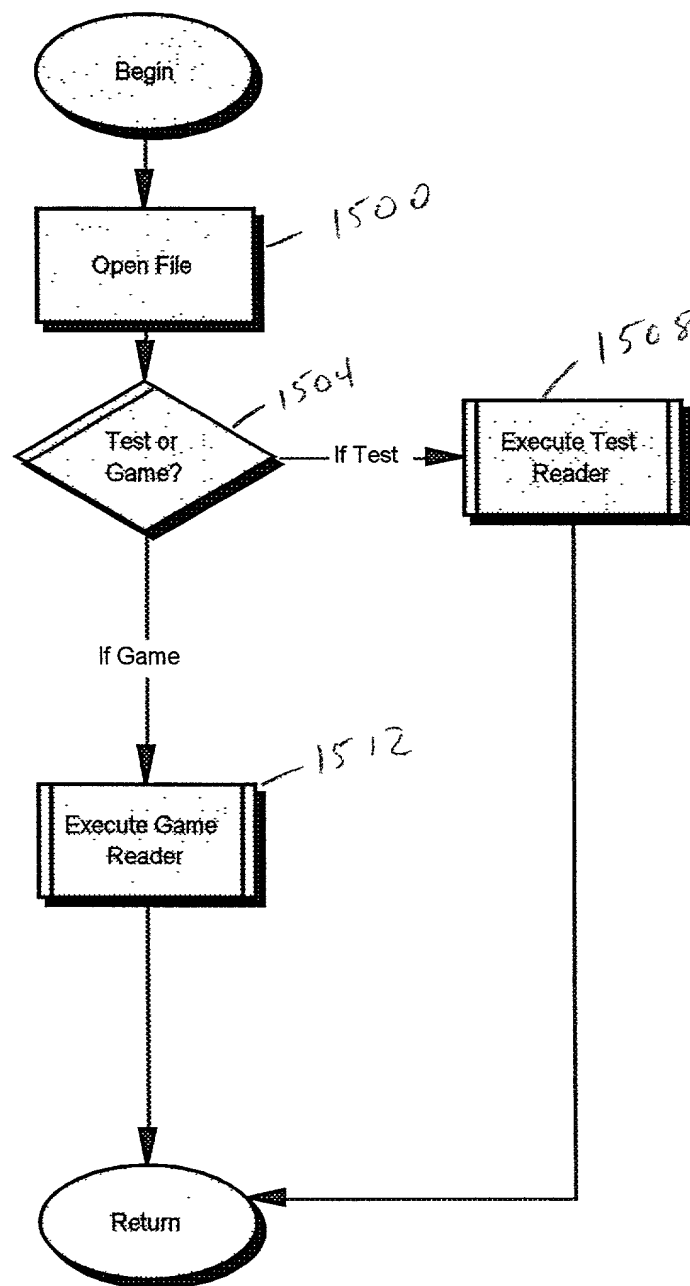 Begin
1500
Open File
1508
1504
Test or
Game?
If Test
Execute Test
Reader
If Game
1512
Execute Game
Reader
Return